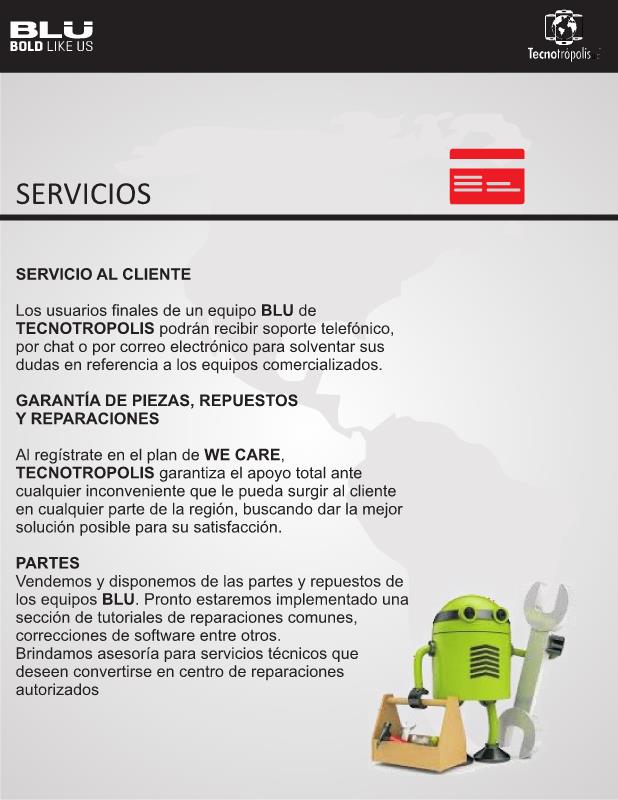 BLU
BOLD LIKE US
Tecnotrópolis
SERVICIOS
SERVICIO AL CLIENTE
Los usuarios finales de un equipo BLU de
TECNOTROPOLIS podrán recibir soporte telefónico,
por chat o por correo electrónico para solventar sus
dudas en referencia a los equipos comercializados.
GARANTÍA DE PIEZAS, REPUESTOS
Y REPARACIONES
Al regístrate en el plan de WE CARE,
TECNOTROPOLIS garantiza el apoyo total ante
cualquier inconveniente que le pueda surgir al cliente
en cualquier parte de la región, buscando dar la mejor
solución posible para su satisfacción.
PARTES
Vendemos y disponemos de las partes y repuestos de
los equipos BLU. Pronto estaremos implementado una
sección de tutoriales de reparaciones comunes,
correcciones de software entre otros.
Brindamos asesoría para servicios técnicos que
deseen convertirse en centro de reparaciones
autorizados